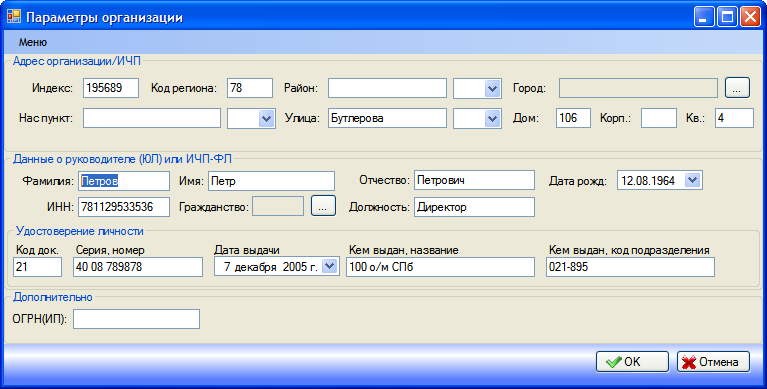 Параметры организации
Меню
Адрес организации/ИЧП
Индекс: 195689 Код региона: 78 Район: Город: ...
Нас пункт: Улица: Бутлерова Дом: 106 Корп.: Кв.: 4
Данные о руководителе (ЮЛ) или ИЧП-ФЛ
Фамилия: Петров Имя: Петр Отчество: Петрович Дата рожд: 12.08.1964
ИНН: 781129533536 Гражданство: ... Должность: Директор
Удостоверение личности
Код док. Серия, номер Дата выдачи Кем выдан, название Кем выдан, код подразделения
21 40 08 789878 7 декабря 2005 г. 100 о/м СПб 021-895
Дополнительно
ОГРН(ИП):
OK Отмена